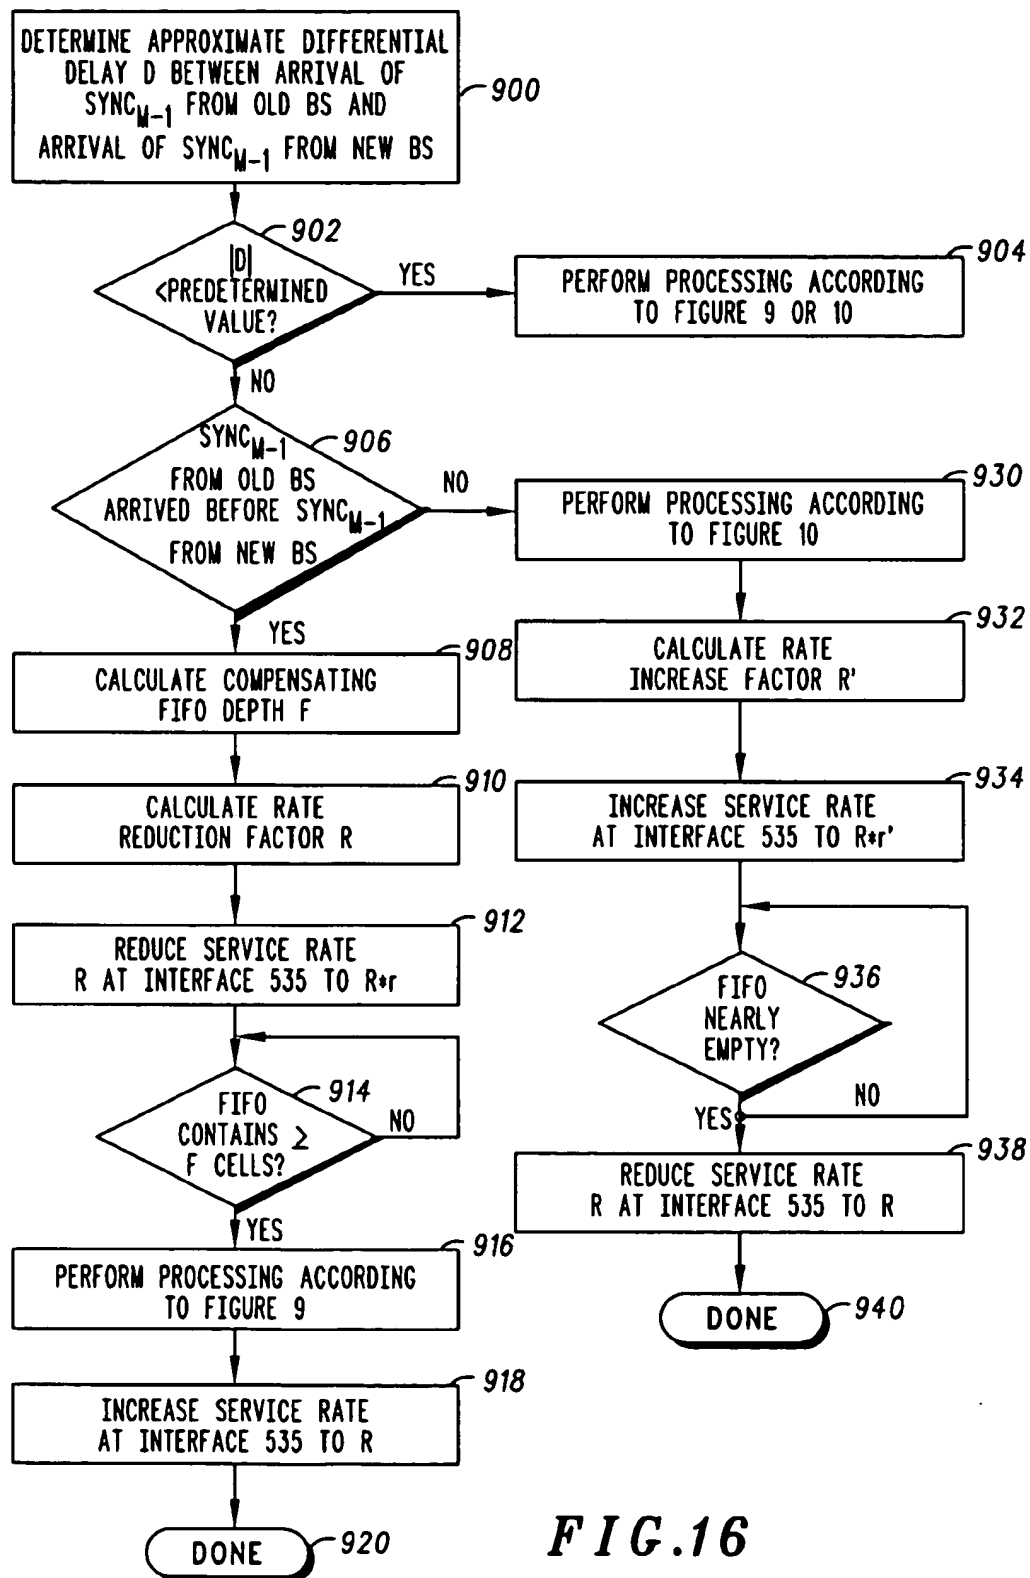 DETERMINE APPROXIMATE DIFFERENTIAL
DELAY D BETWEEN ARRIVAL OF
SYNC_M-1 FROM OLD BS AND
ARRIVAL OF SYNC_M-1 FROM NEW BS
900
902
|D|
<PREDETERMINED
VALUE?
YES
904
PERFORM PROCESSING ACCORDING
TO FIGURE 9 OR 10
NO
906
SYNC_M-1
FROM OLD BS
ARRIVED BEFORE SYNC_M-1
FROM NEW BS
NO
930
PERFORM PROCESSING ACCORDING
TO FIGURE 10
YES
908
CALCULATE COMPENSATING
FIFO DEPTH F
932
CALCULATE RATE
INCREASE FACTOR R'
910
CALCULATE RATE
REDUCTION FACTOR R
934
INCREASE SERVICE RATE
AT INTERFACE 535 TO R*r'
912
REDUCE SERVICE RATE
R AT INTERFACE 535 TO R*r
936
FIFO
NEARLY
EMPTY?
NO
YES
914
FIFO
CONTAINS ≥
F CELLS?
NO
YES
938
REDUCE SERVICE RATE
R AT INTERFACE 535 TO R
916
PERFORM PROCESSING ACCORDING
TO FIGURE 9
DONE
940
918
INCREASE SERVICE RATE
AT INTERFACE 535 TO R
DONE
920
FIG.16